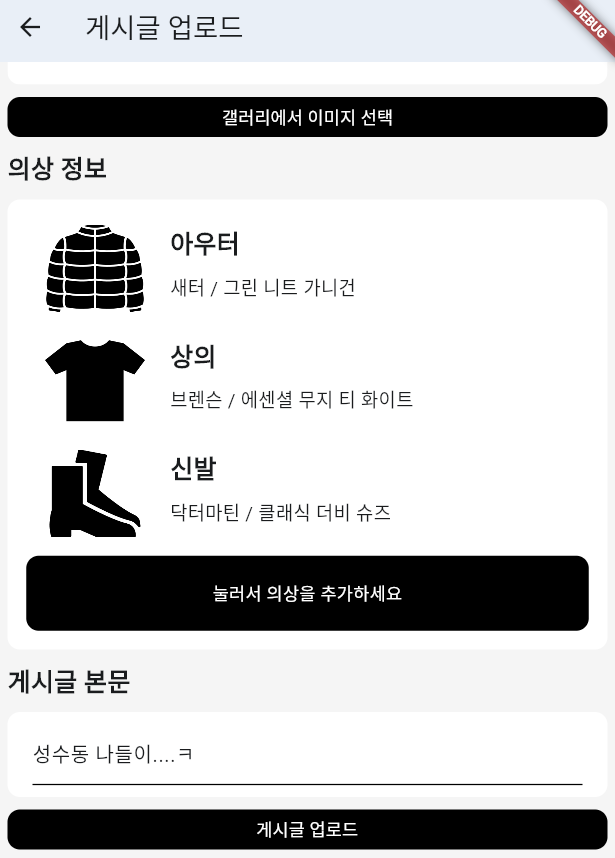 게시글 업로드
DEBUG
갤러리에서 이미지 선택
의상 정보
아우터
새터 / 그린 니트 가니건
상의
브렌슨 / 에센셜 무지 티 화이트
신발
닥터마틴 / 클래식 더비 슈즈
눌러서 의상을 추가하세요
게시글 본문
성수동 나들이....ㅋ
게시글 업로드